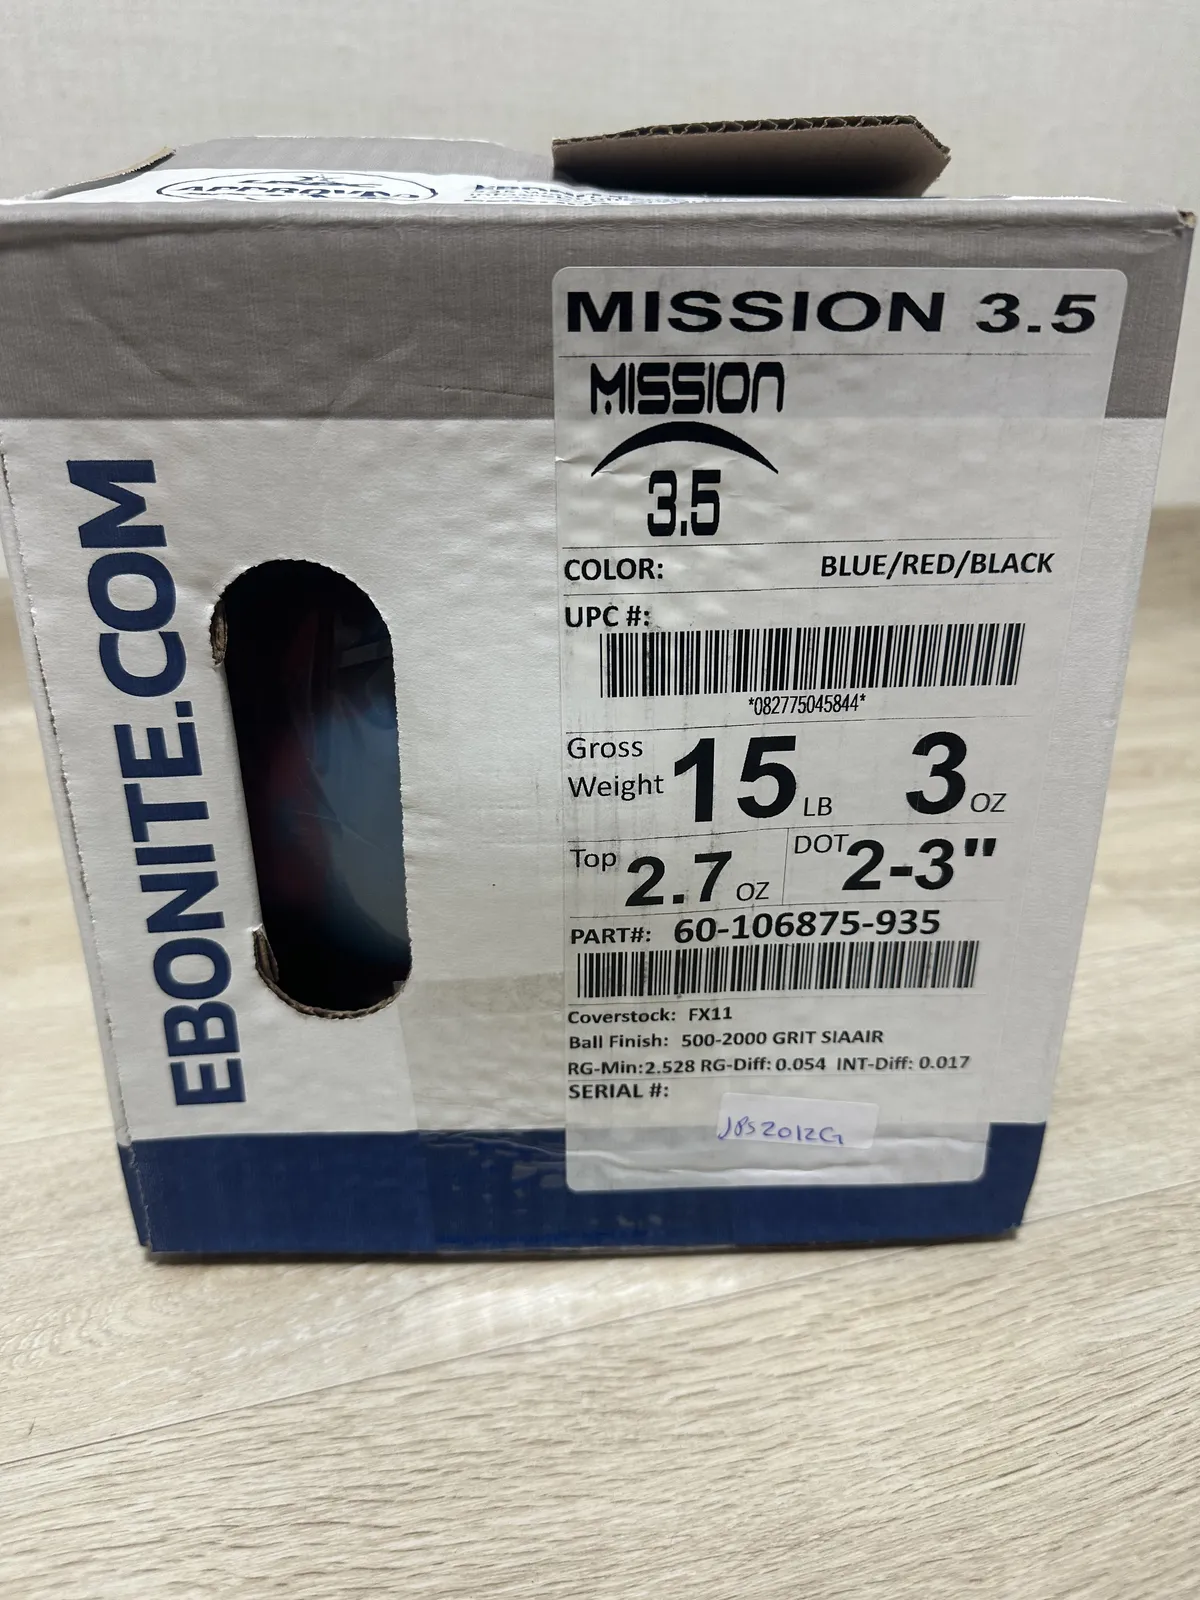 APPROVED
MISSION 3.5
MISSION
3.5
COLOR: BLUE/RED/BLACK
UPC #:
*082775045844*
Gross Weight 15 LB 3 OZ
Top 2.7 OZ DOT 2-3"
PART#: 60-106875-935
Coverstock: FX11
Ball Finish: 500-2000 GRIT SIAAIR
RG-Min:2.528 RG-Diff: 0.054 INT-Diff: 0.017
SERIAL #:
JBS2012G
EBONITE.COM